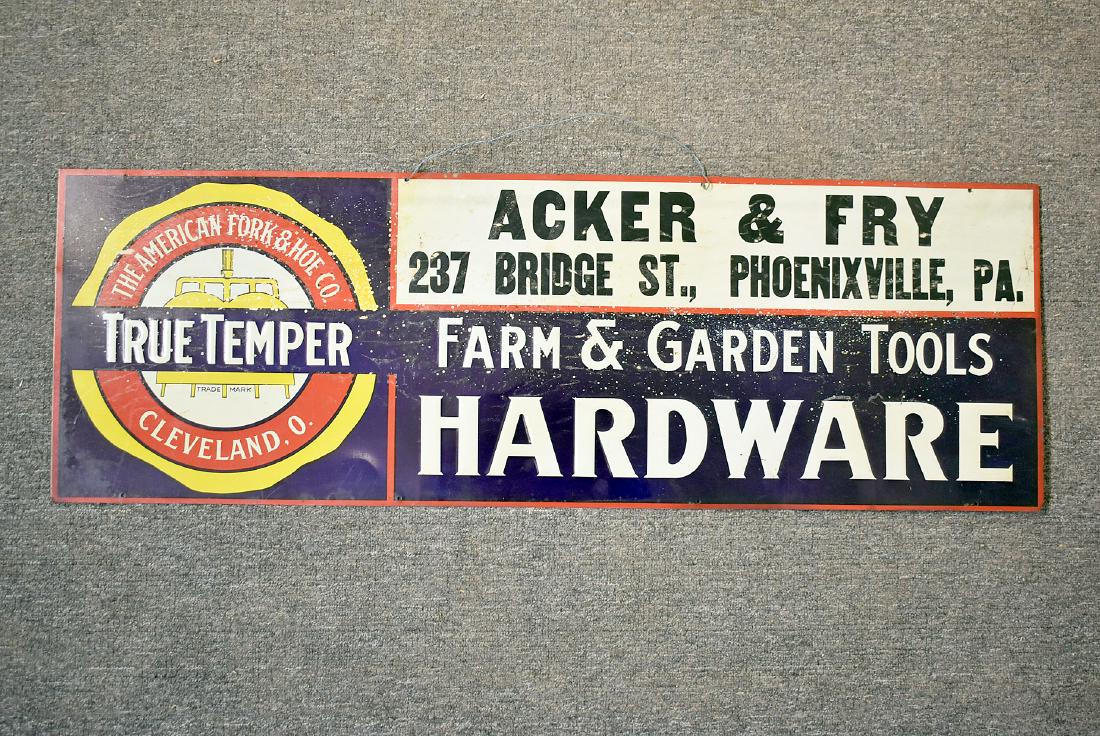 THE AMERICAN FORK & HOE CO.
TRUE TEMPER
TRADE MARK
CLEVELAND, O.
ACKER & FRY
237 BRIDGE ST., PHOENIXVILLE, PA.
FARM & GARDEN TOOLS
HARDWARE